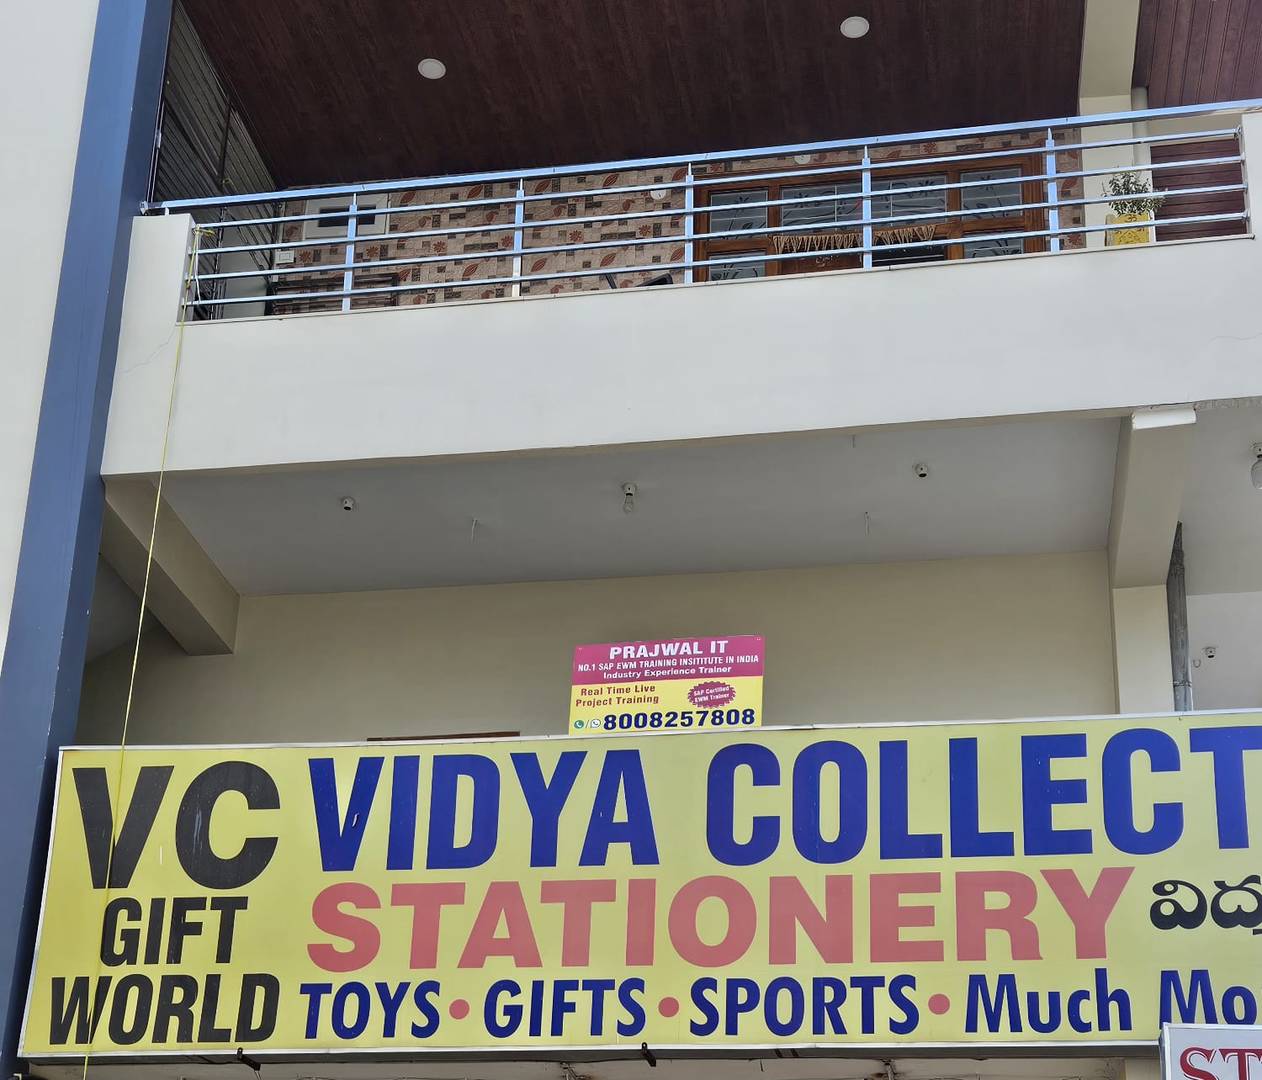 PRAJWAL IT
NO.1 SAP EWM TRAINING INSITITUTE IN INDIA
Industry Experience Trainer
Real Time Live
Project Training
SAP Certified
EWM Trainer
8008257808
VC
GIFT
WORLD
VIDYA COLLECT
STATIONERY
TOYS • GIFTS • SPORTS • Much Mo
విద్య
ST